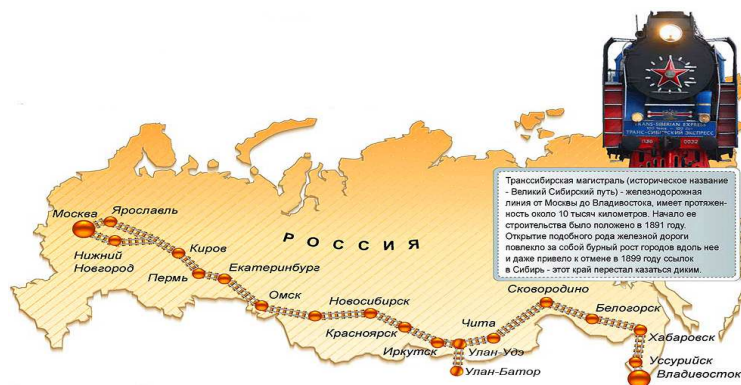 TRANS-SIBERIAN EXPRESS
ТРАНС-СИБИРСКИЙ ЭКСПРЕСС
Транссибирская магистраль (историческое название
- Великий Сибирский путь) - железнодорожная
линия от Москвы до Владивостока, имеет протяжен-
ность около 10 тысяч километров. Начало ее
строительства было положено в 1891 году.
Открытие подобного рода железной дороги
повлекло за собой бурный рост городов вдоль нее
и даже привело к отмене в 1899 году ссылок
в Сибирь - этот край перестал казаться диким.
РОССИЯ
Москва
Ярославль
Нижний
Новгород
Киров
Пермь
Екатеринбург
Омск
Новосибирск
Красноярск
Иркутск
Улан-Удэ
Улан-Батор
Чита
Сковородино
Белогорск
Хабаровск
Уссурийск
Владивосток